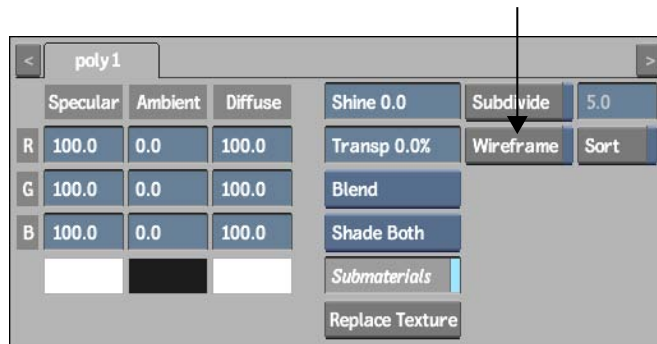 < poly1 >
Specular Ambient Diffuse Shine 0.0 Subdivide 5.0
R 100.0 0.0 100.0 Transp 0.0% Wireframe Sort
G 100.0 0.0 100.0 Blend
B 100.0 0.0 100.0 Shade Both
Submaterials
Replace Texture